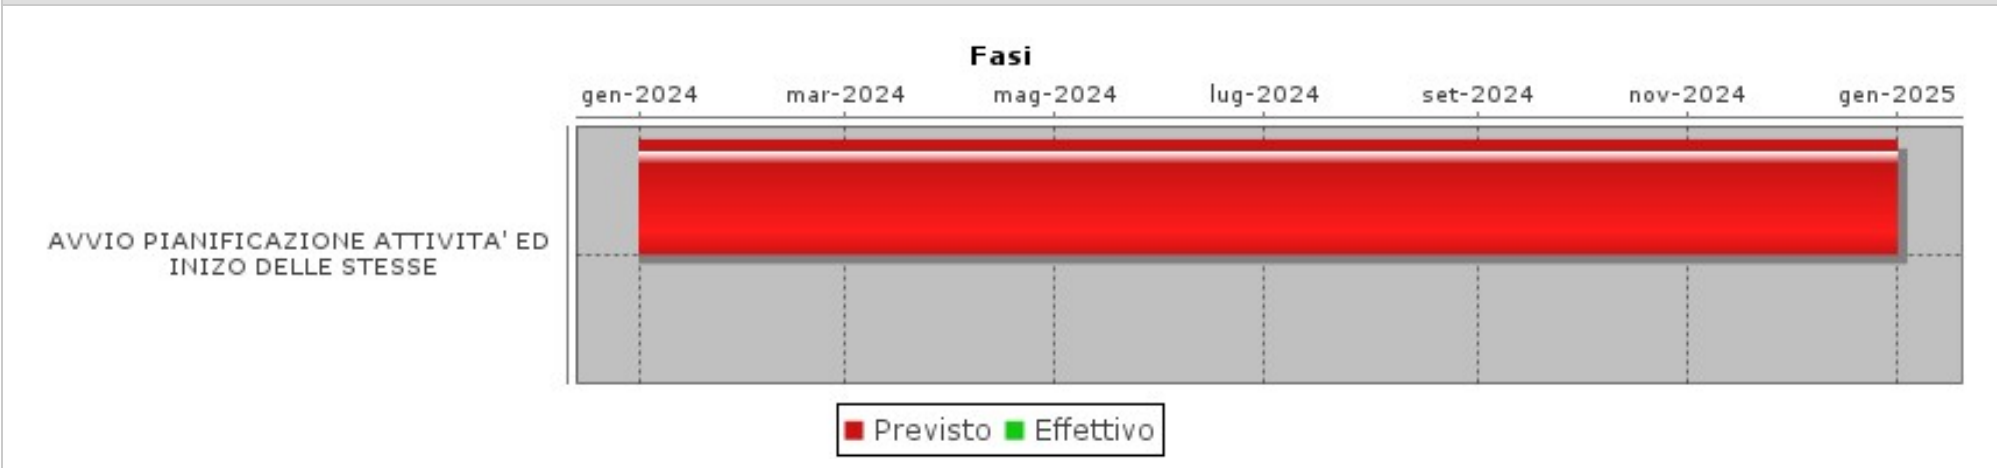 Fasi
gen-2024 mar-2024 mag-2024 lug-2024 set-2024 nov-2024 gen-2025
AVVIO PIANIFICAZIONE ATTIVITA' ED
INIZO DELLE STESSE
Previsto Effettivo